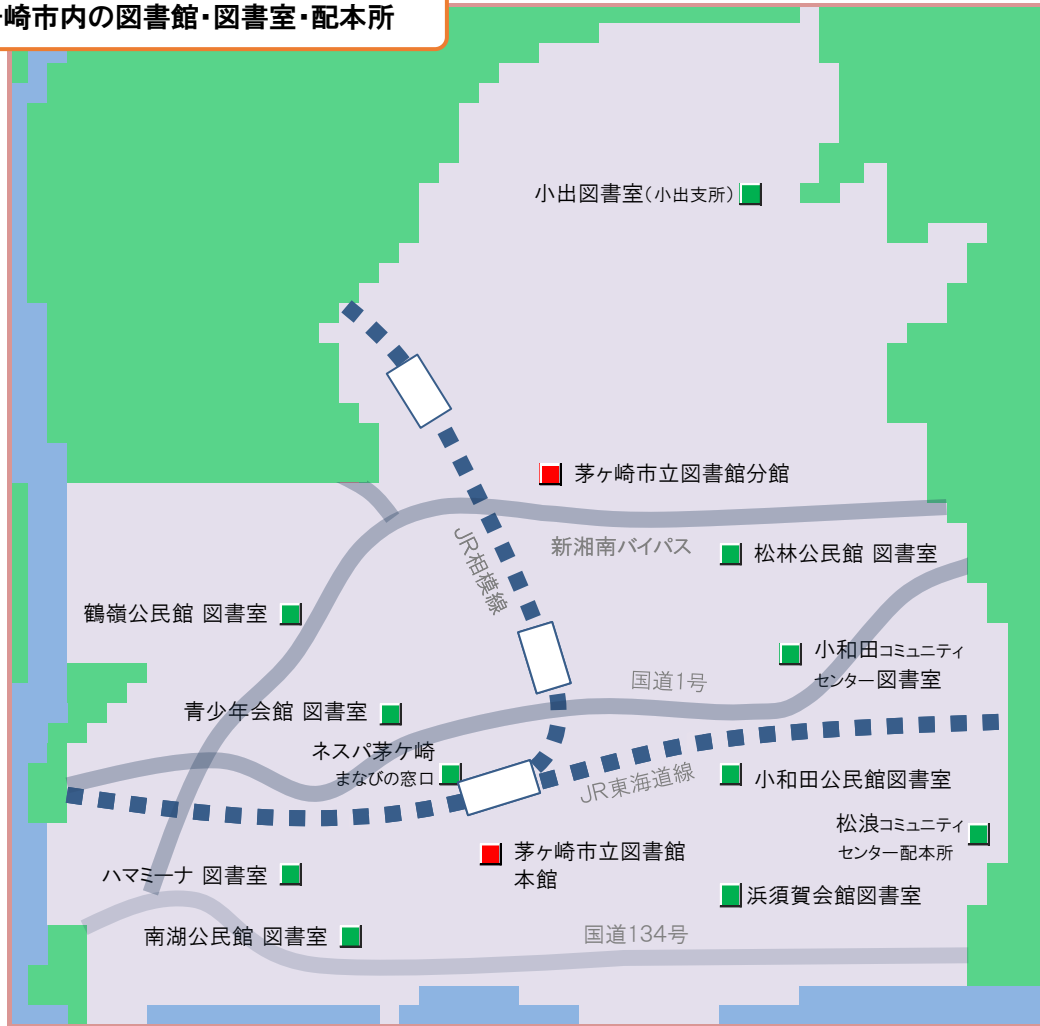 崎市内の図書館・図書室・配本所
小出図書室（小出支所）
茅ヶ崎市立図書館分館
新湘南バイパス
松林公民館 図書室
JR相模線
鶴嶺公民館 図書室
小和田コミュニティ
センター図書室
国道1号
青少年会館 図書室
ネスパ茅ケ崎
まなびの窓口
JR東海道線
小和田公民館図書室
松浪コミュニティ
センター配本所
茅ヶ崎市立図書館
本館
ハマミーナ 図書室
浜須賀会館図書室
南湖公民館 図書室
国道134号